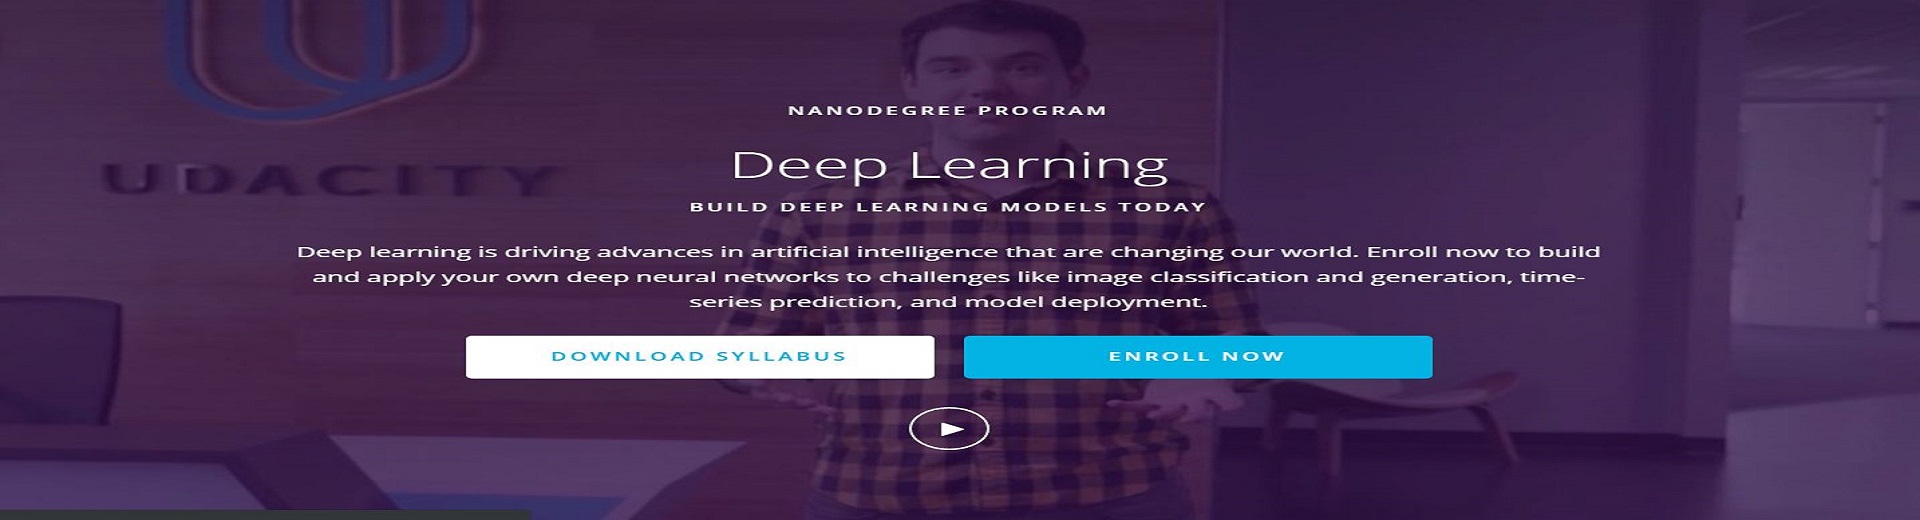 UDACITY
NANODEGREE PROGRAM
Deep Learning
BUILD DEEP LEARNING MODELS TODAY
Deep learning is driving advances in artificial intelligence that are changing our world. Enroll now to build
and apply your own deep neural networks to challenges like image classification and generation, time-
series prediction, and model deployment.
DOWNLOAD SYLLABUS
ENROLL NOW